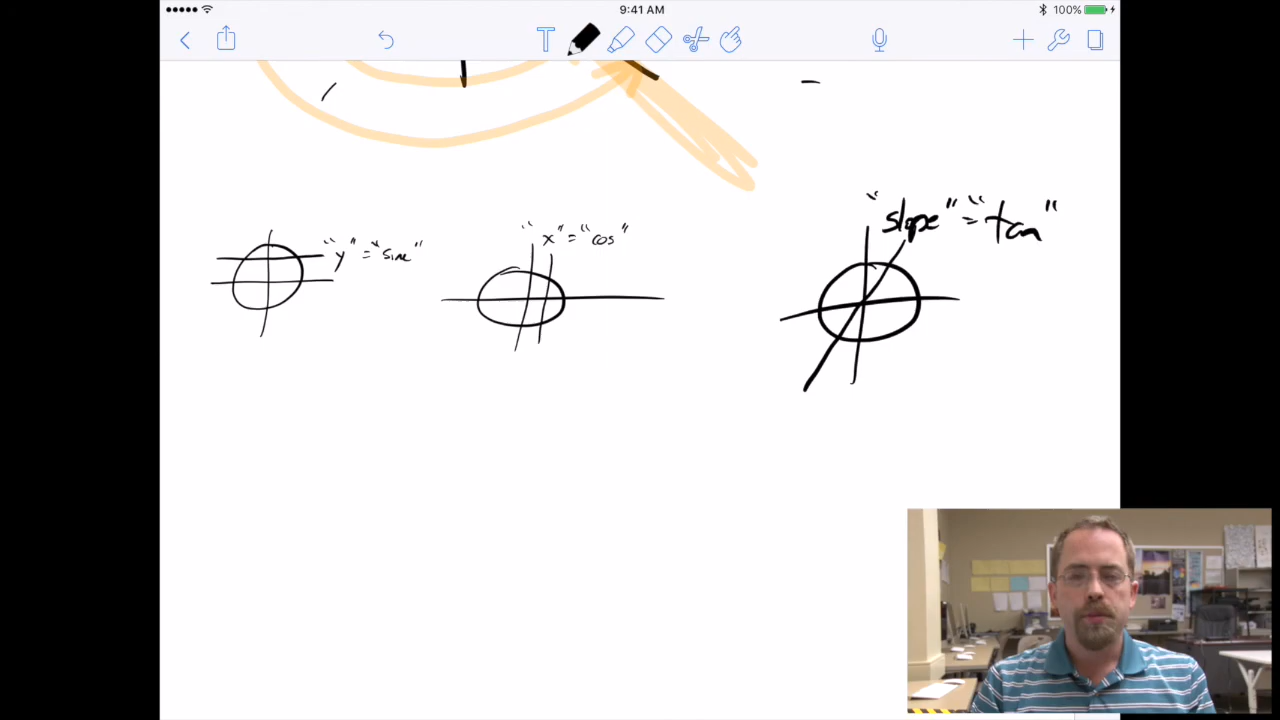 9:41 AM
100%
T
"y" = "sine"
"x" = "cos"
"slope" = "tan"